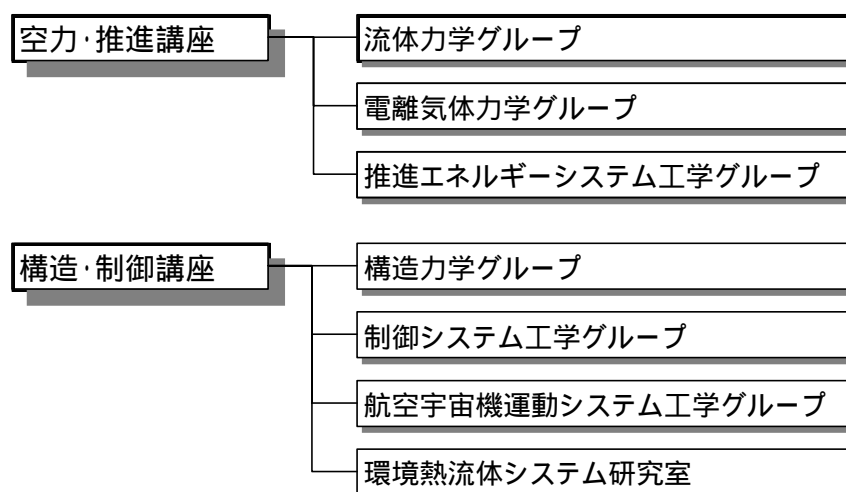 空力･推進講座
流体力学グループ
電離気体力学グループ
推進エネルギーシステム工学グループ
構造･制御講座
構造力学グループ
制御システム工学グループ
航空宇宙機運動システム工学グループ
環境熱流体システム研究室